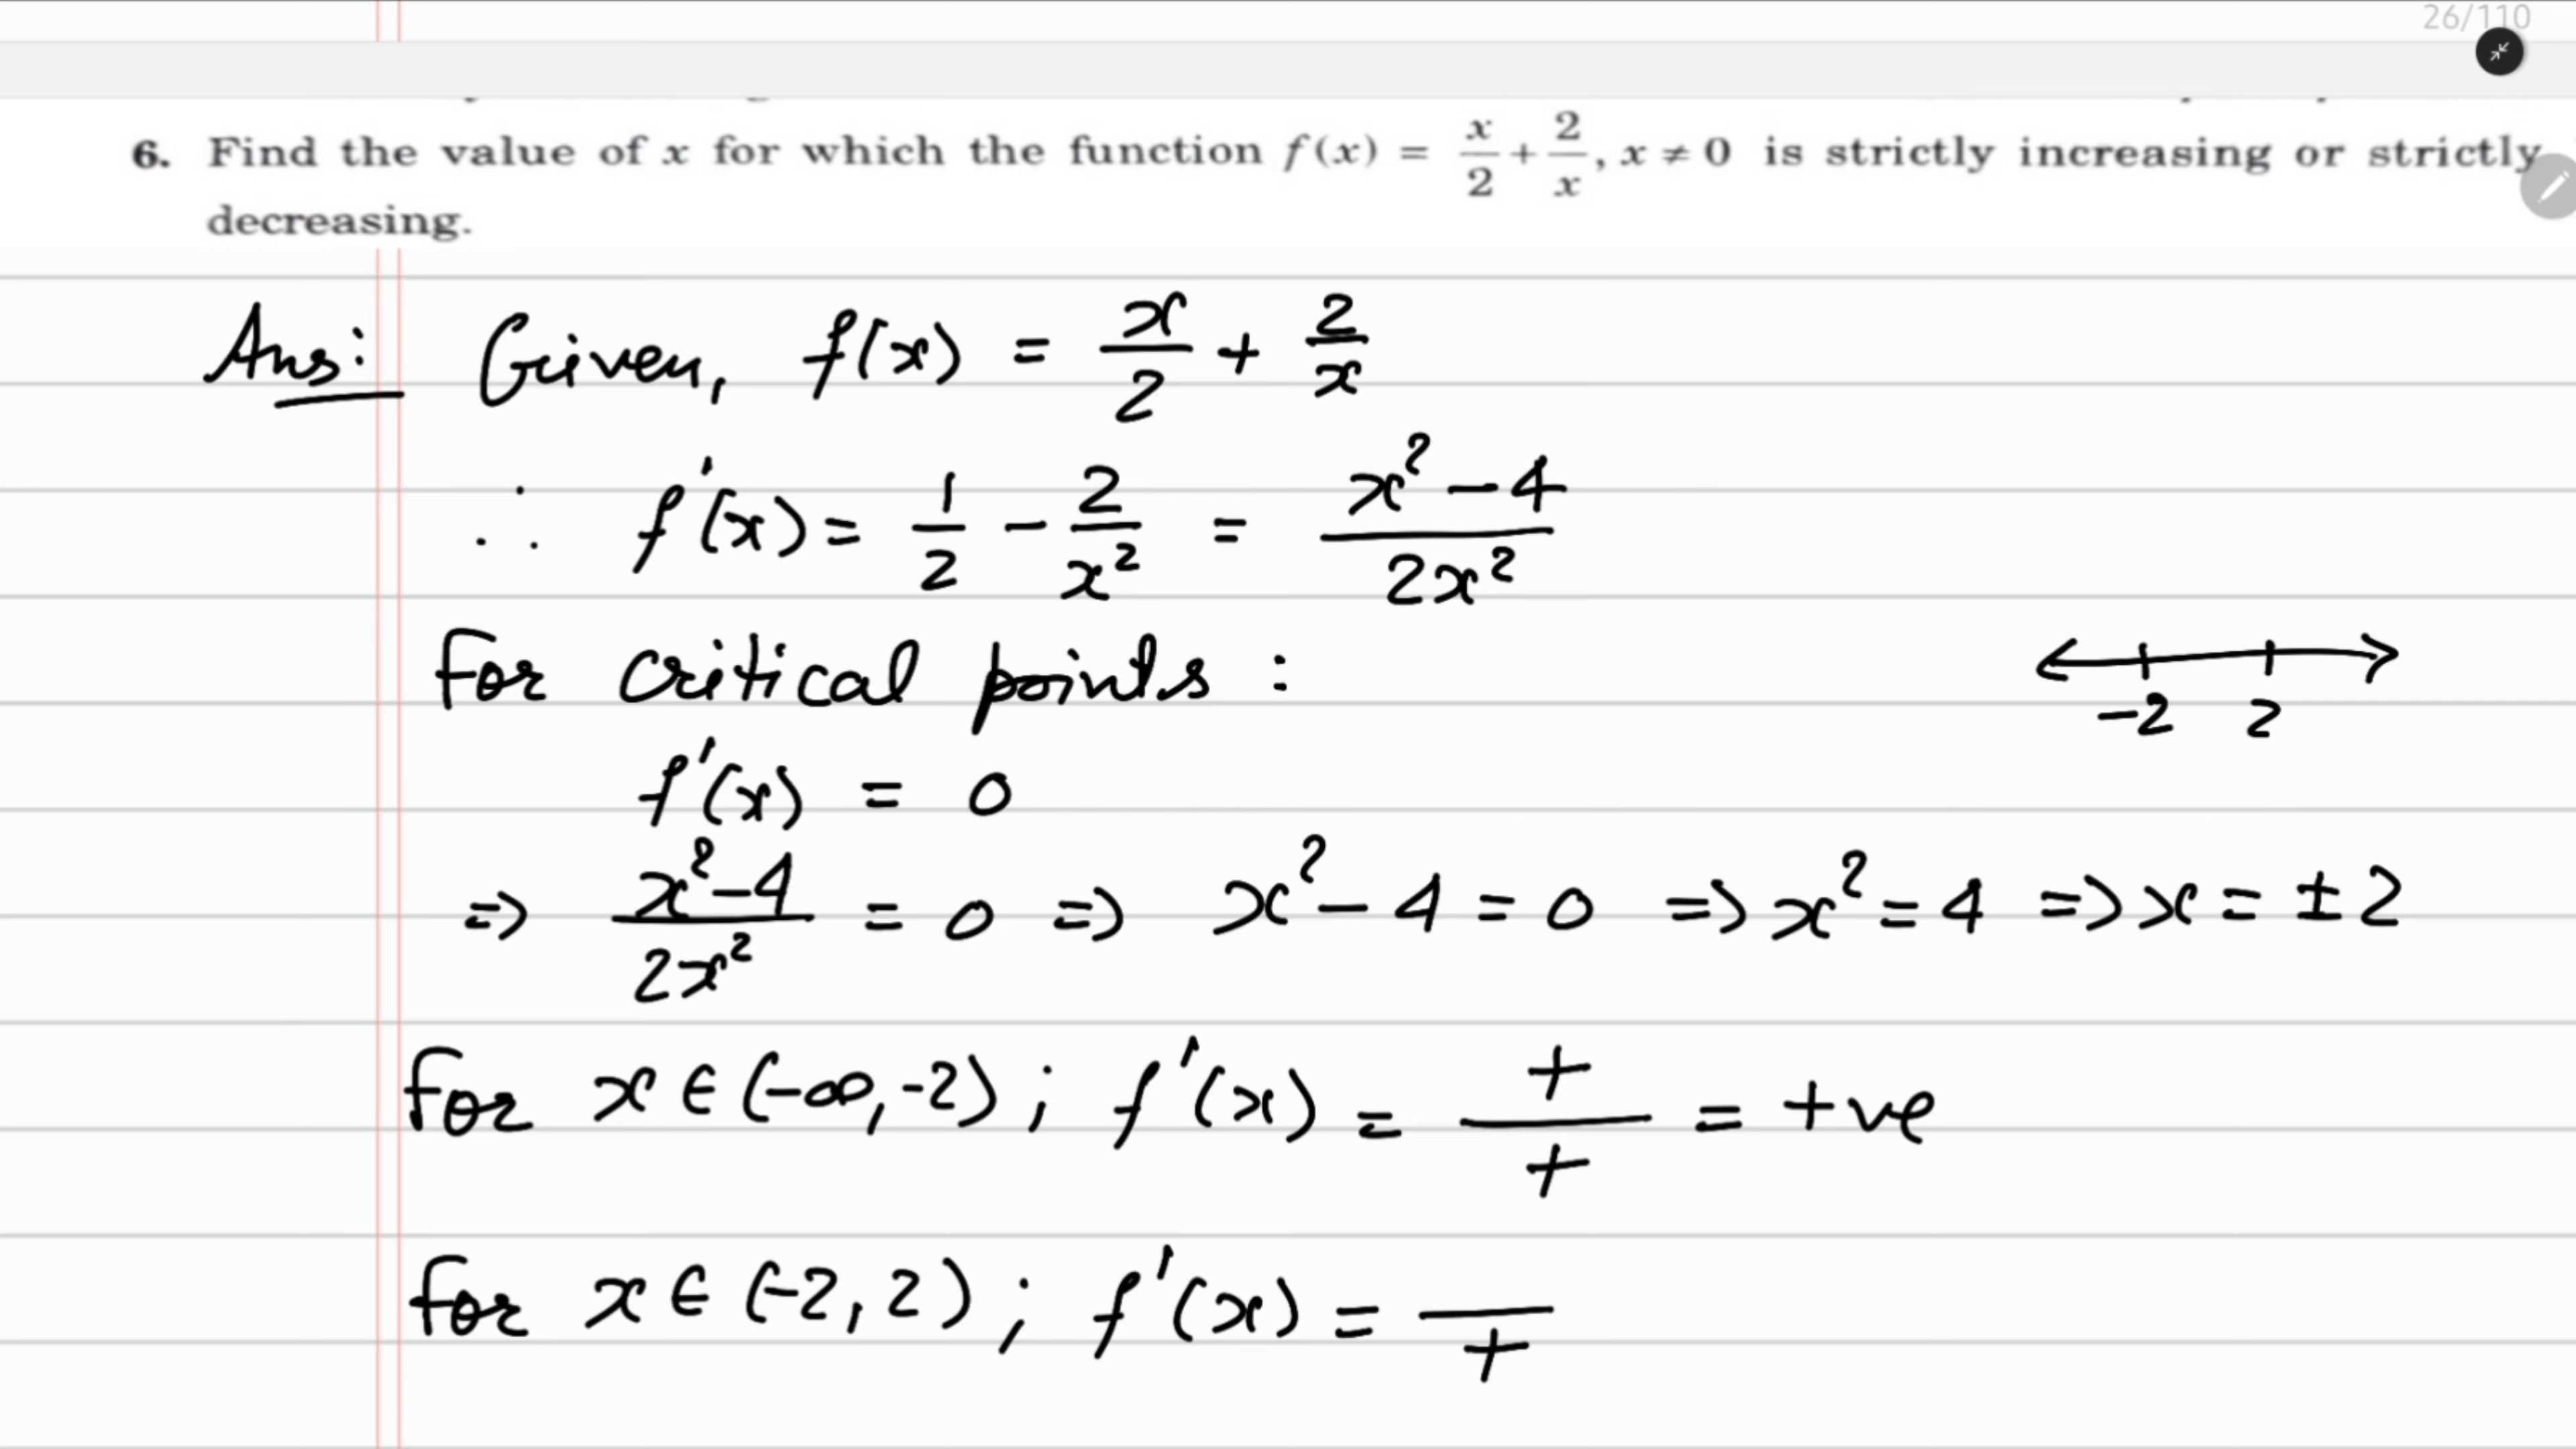 26/110
6. Find the value of x for which the function f(x) = x/2 + 2/x, x ≠ 0 is strictly increasing or strictly
decreasing.
Ans: Given, f(x) = x/2 + 2/x
∴ f'(x) = 1/2 - 2/x² = (x² - 4)/(2x²)
For critical points :
-2 2
f'(x) = 0
=> (x² - 4)/(2x²) = 0 => x² - 4 = 0 => x² = 4 => x = ± 2
For x ∈ (-∞, -2) ; f'(x) = +/+ = +ve
For x ∈ (-2, 2) ; f'(x) = /+